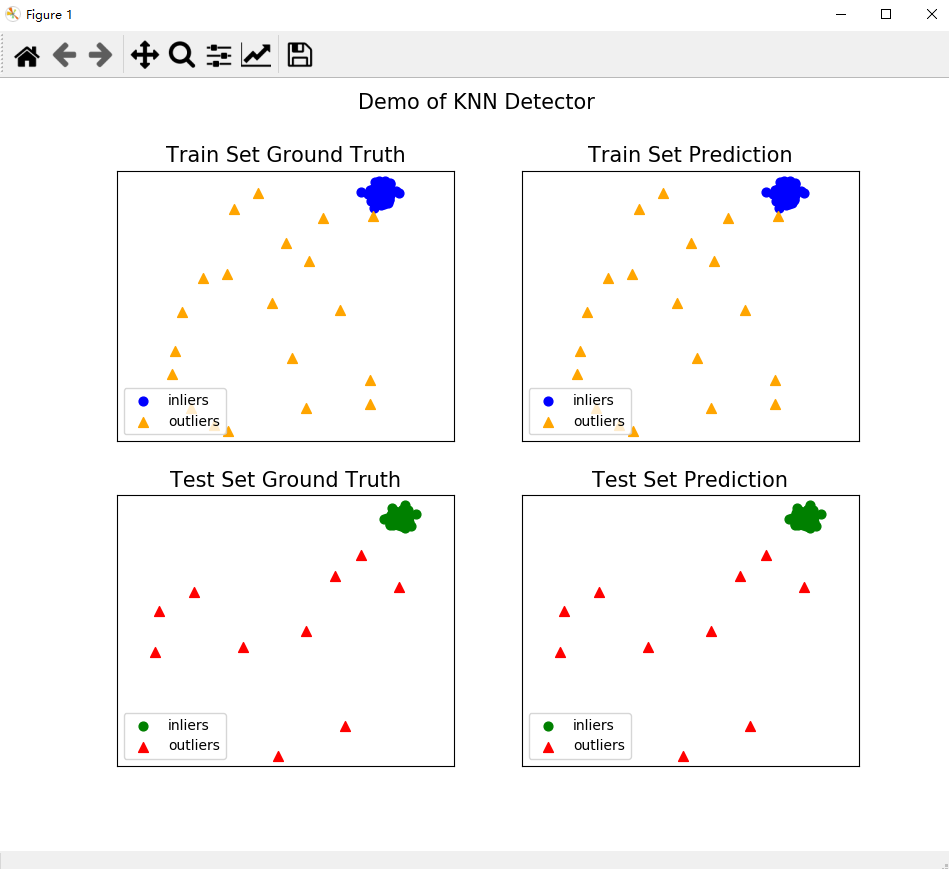 Figure 1
Demo of KNN Detector
Train Set Ground Truth
Train Set Prediction
inliers
outliers
inliers
outliers
Test Set Ground Truth
Test Set Prediction
inliers
outliers
inliers
outliers